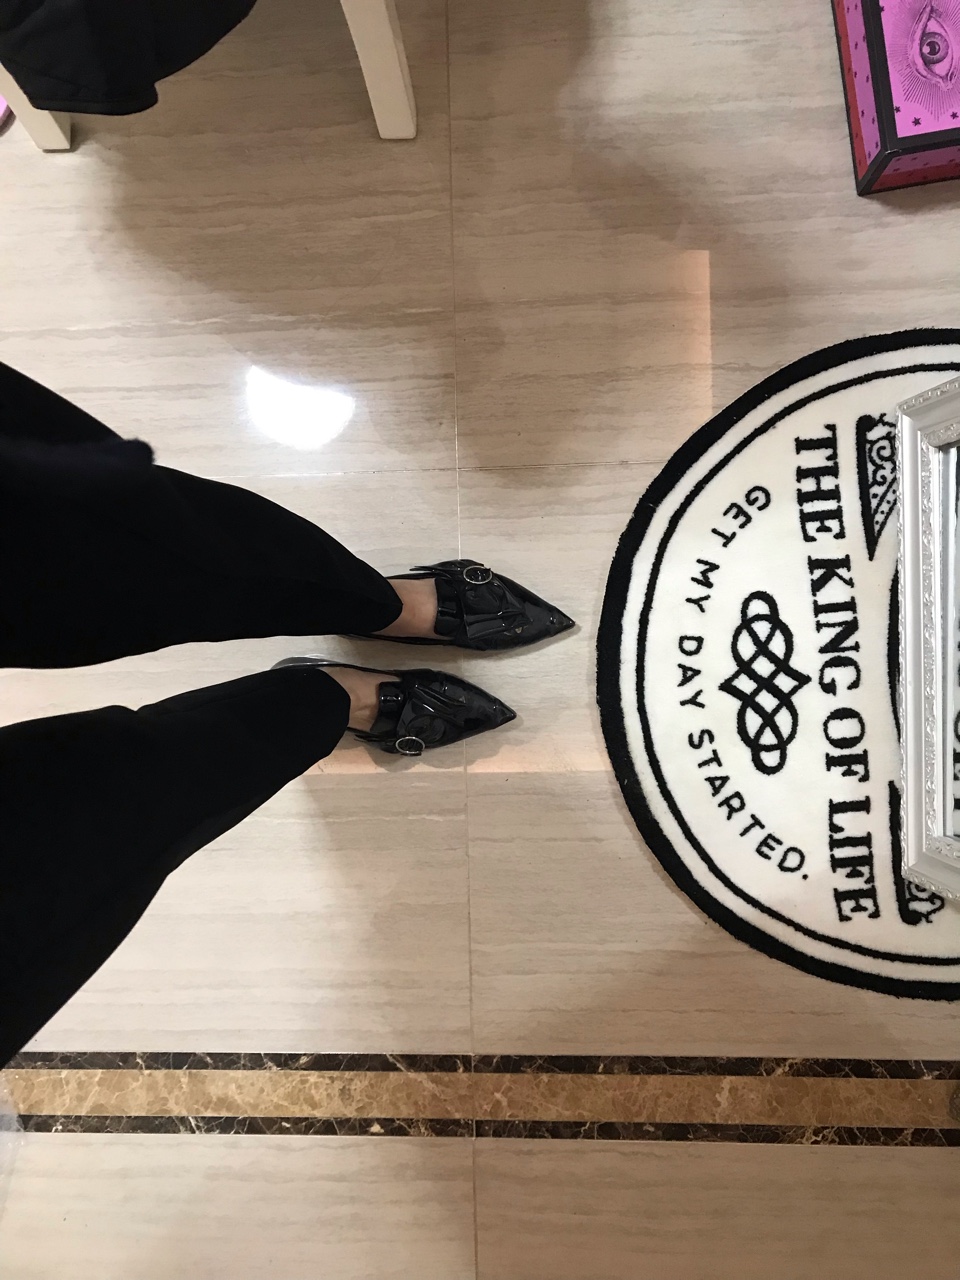 THE KING OF LIFE
GET MY DAY STARTED.